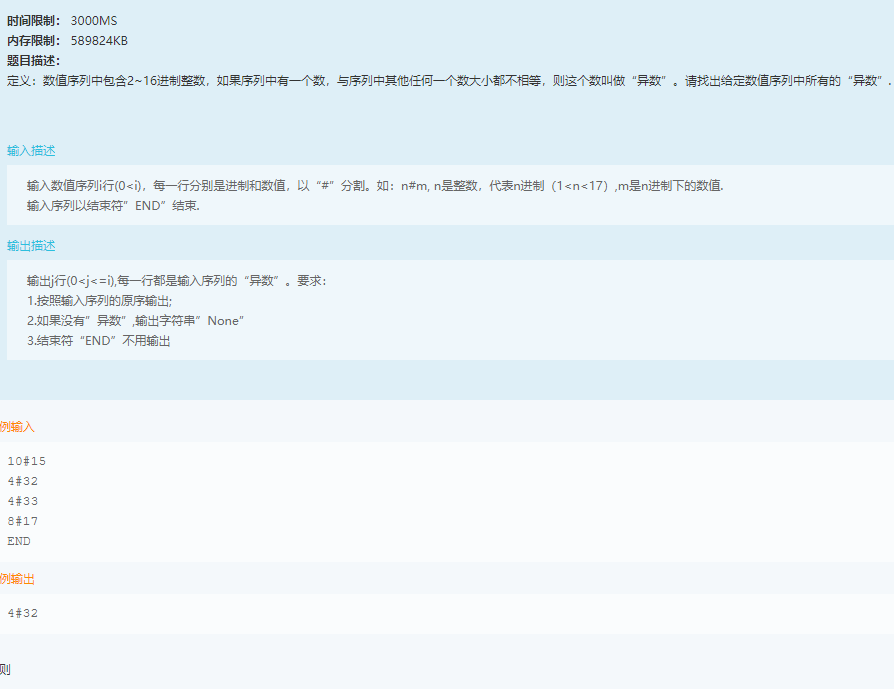 时间限制： 3000MS
内存限制： 589824KB
题目描述：
定义：数值序列中包含2~16进制整数，如果序列中有一个数，与序列中其他任何一个数大小都不相等，则这个数叫做“异数”。请找出给定数值序列中所有的“异数”.
输入描述
输入数值序列i行(0<i)，每一行分别是进制和数值，以“#”分割。如：n#m, n是整数，代表n进制（1<n<17）,m是n进制下的数值.
输入序列以结束符”END”结束.
输出描述
输出j行(0<j<=i),每一行都是输入序列的“异数”。要求：
1.按照输入序列的原序输出;
2.如果没有”异数”,输出字符串”None”
3.结束符“END”不用输出
例输入
10#15
4#32
4#33
8#17
END
例输出
4#32
则